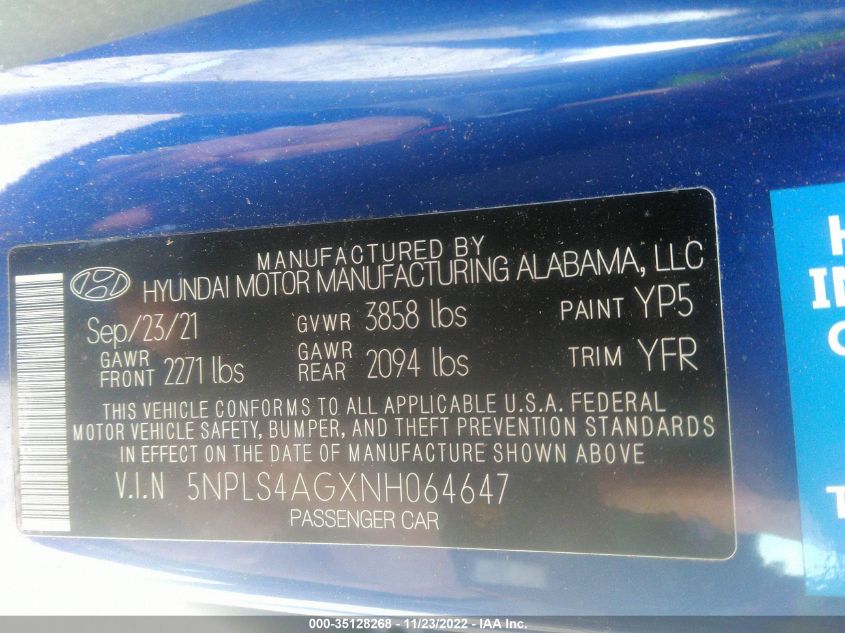 MANUFACTURED BY
HYUNDAI MOTOR MANUFACTURING ALABAMA, LLC
Sep/23/21 GVWR 3858 lbs PAINT YP5
GAWR FRONT 2271 lbs GAWR REAR 2094 lbs TRIM YFR
THIS VEHICLE CONFORMS TO ALL APPLICABLE U.S.A. FEDERAL
MOTOR VEHICLE SAFETY, BUMPER, AND THEFT PREVENTION STANDARDS
IN EFFECT ON THE DATE OF MANUFACTURE SHOWN ABOVE
V.I.N 5NPLS4AGXNH064647
PASSENGER CAR
000-35128268 - 11/23/2022 - IAA Inc.